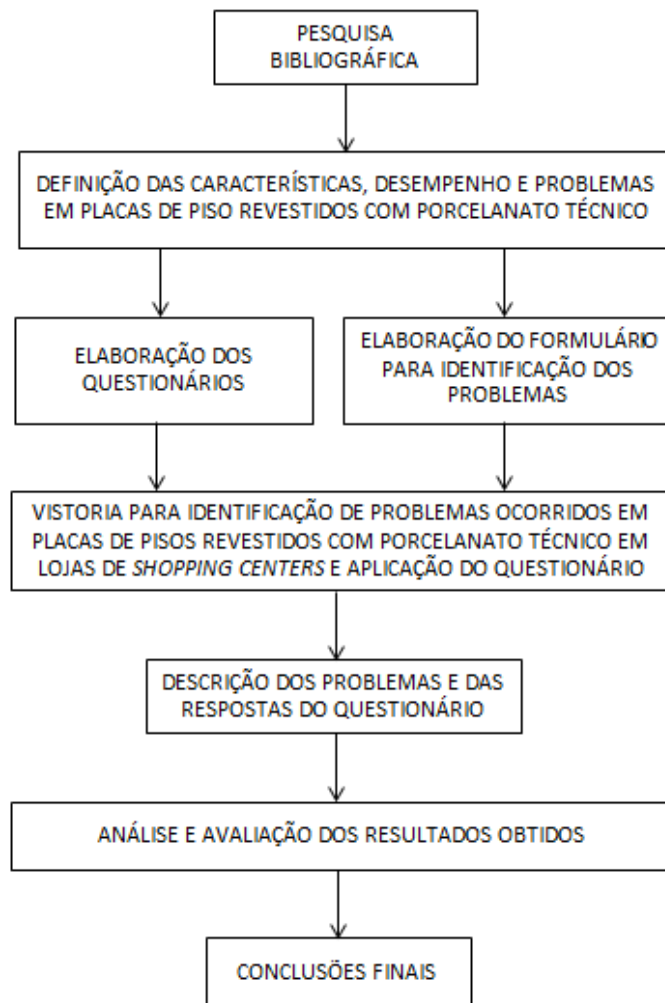 PESQUISA
BIBLIOGRÁFICA
DEFINIÇÃO DAS CARACTERÍSTICAS, DESEMPENHO E PROBLEMAS
EM PLACAS DE PISO REVESTIDOS COM PORCELANATO TÉCNICO
ELABORAÇÃO DOS
QUESTIONÁRIOS
ELABORAÇÃO DO FORMULÁRIO
PARA IDENTIFICAÇÃO DOS
PROBLEMAS
VISTORIA PARA IDENTIFICAÇÃO DE PROBLEMAS OCORRIDOS EM
PLACAS DE PISOS REVESTIDOS COM PORCELANATO TÉCNICO EM
LOJAS DE SHOPPING CENTERS E APLICAÇÃO DO QUESTIONÁRIO
DESCRIÇÃO DOS PROBLEMAS E DAS
RESPOSTAS DO QUESTIONÁRIO
ANÁLISE E AVALIAÇÃO DOS RESULTADOS OBTIDOS
CONCLUSÕES FINAIS